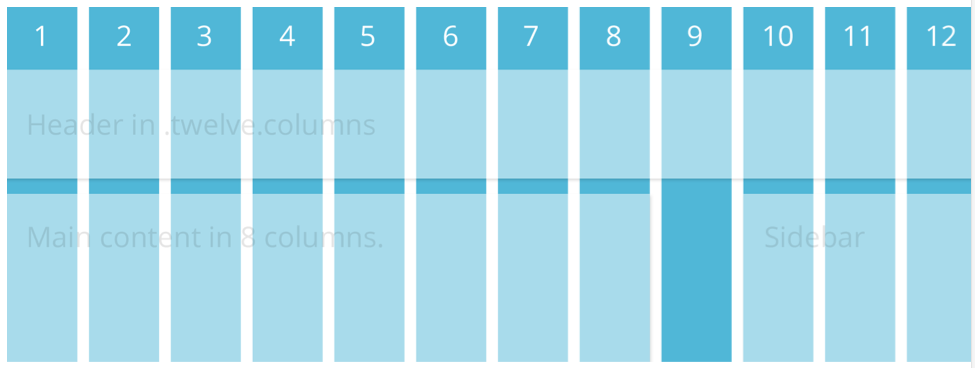 1 2 3 4 5 6 7 8 9 10 11 12
Header in .twelve.columns
Main content in 8 columns. Sidebar